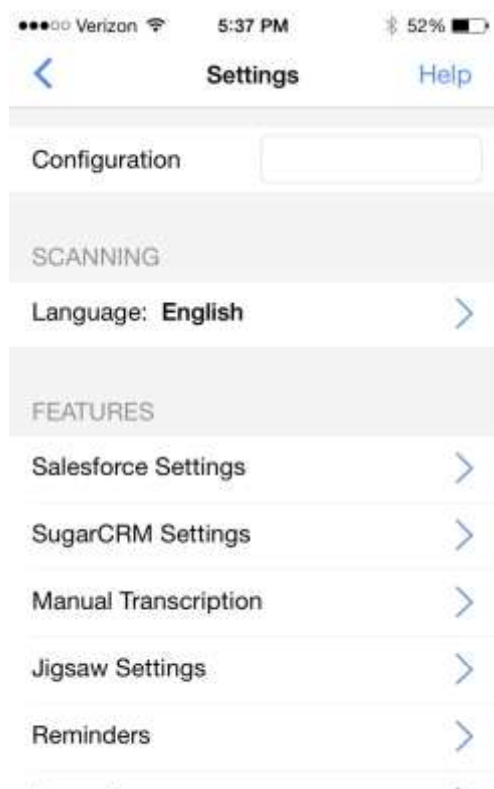 Verizon 5:37 PM 52%
Settings Help
Configuration
SCANNING
Language: English
FEATURES
Salesforce Settings
SugarCRM Settings
Manual Transcription
Jigsaw Settings
Reminders